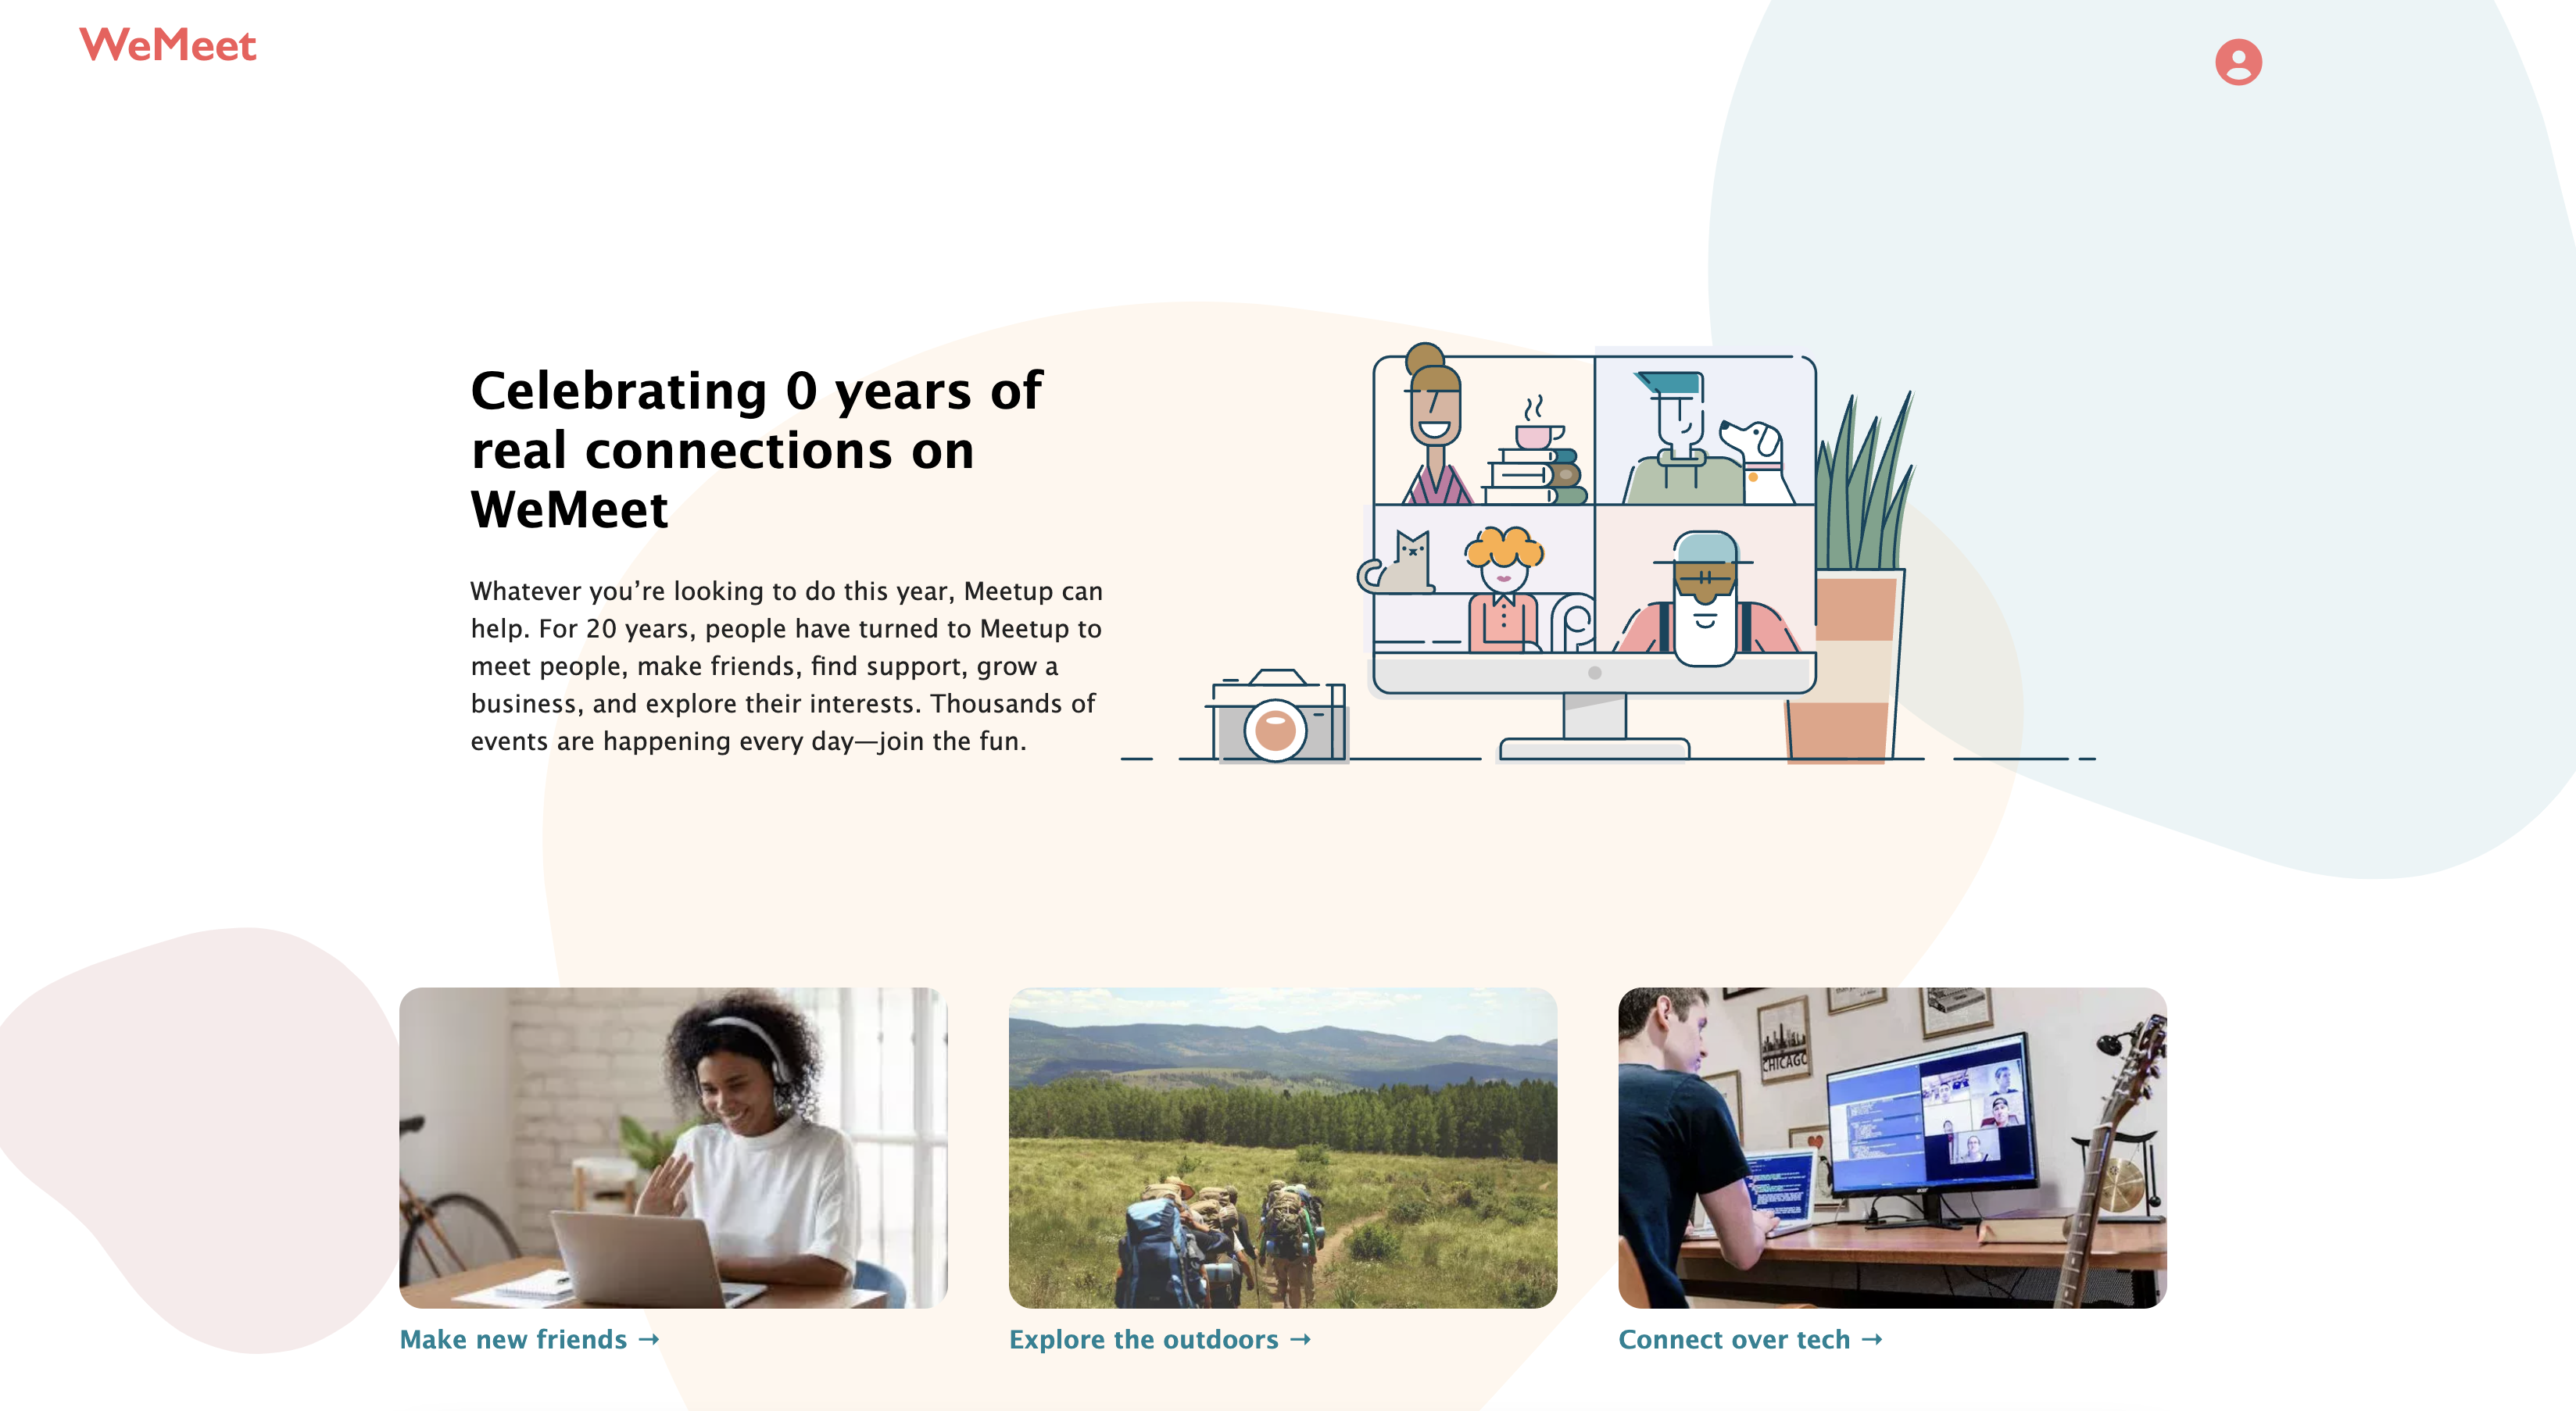 WeMeet
Celebrating 0 years of
real connections on
WeMeet
Whatever you’re looking to do this year, Meetup can
help. For 20 years, people have turned to Meetup to
meet people, make friends, find support, grow a
business, and explore their interests. Thousands of
events are happening every day—join the fun.
CHICAGO
Make new friends →
Explore the outdoors →
Connect over tech →